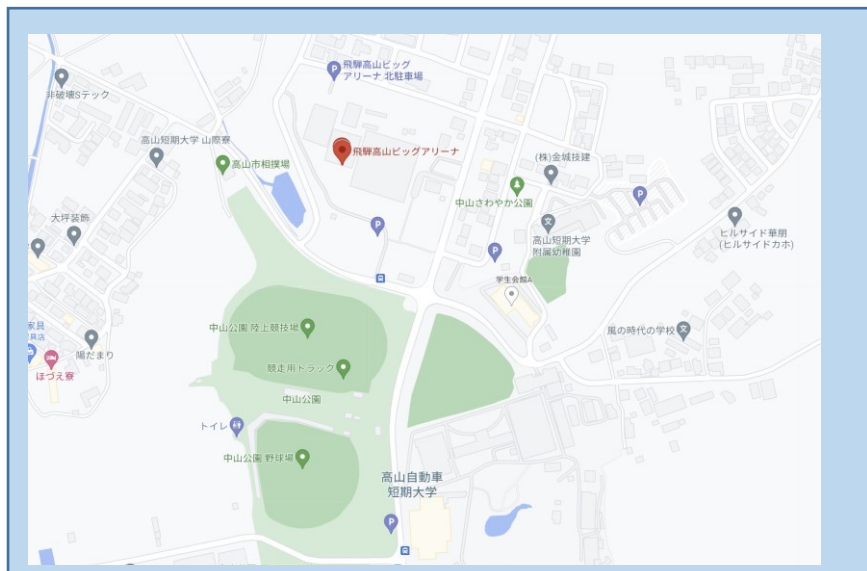 飛騨高山ビッグ
アリーナ 北駐車場
P
非破壊Sテック
高山短期大学 山際寮
高山市相撲場
飛騨高山ビッグアリーナ
(株)金城技建
中山さわやか公園
P
大坪装飾
P
高山短期大学
附属幼稚園
文
P
ヒルサイド華朋
(ヒルサイドカホ)
学生会館A
家具
具店
陽だまり
ほづえ寮
中山公園 陸上競技場
風の時代の学校
文
競走用トラック
中山公園
トイレ
中山公園 野球場
高山自動車
短期大学
P